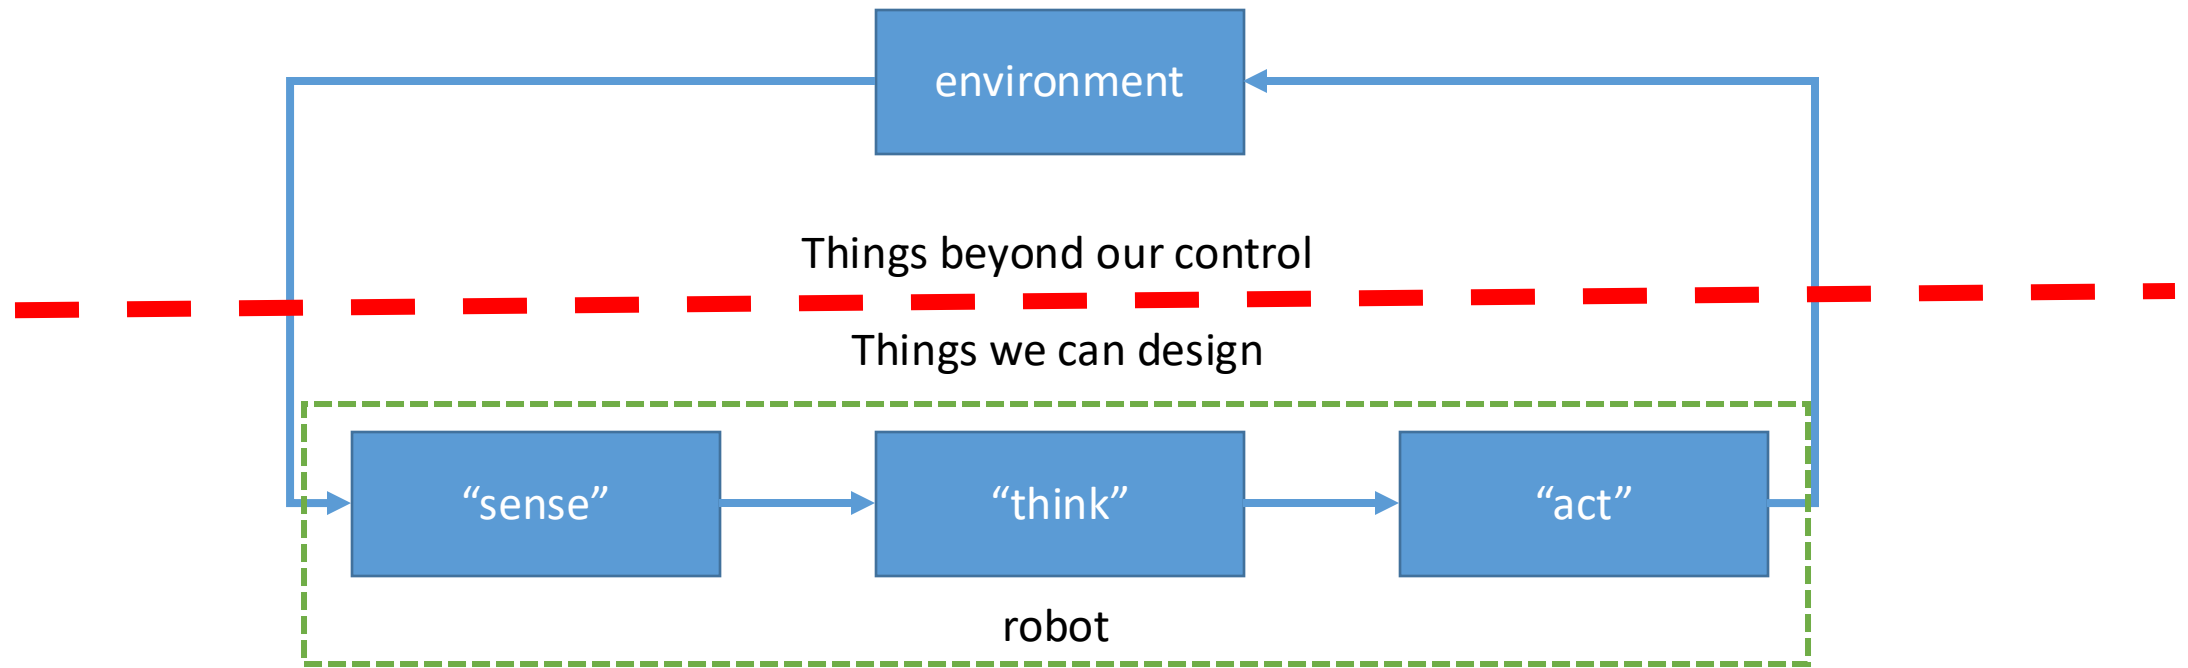 environment
Things beyond our control
Things we can design
“sense”
“think”
“act”
robot